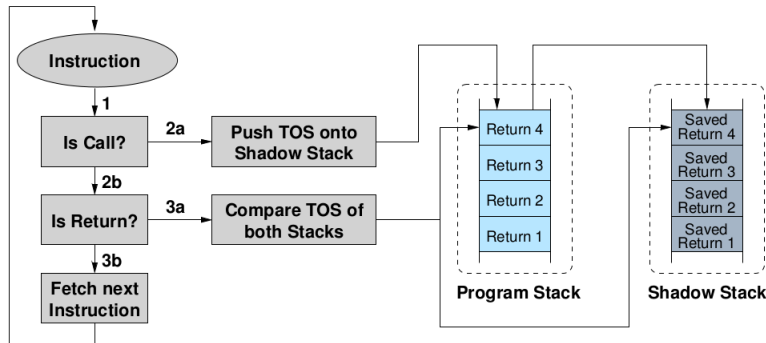 Instruction
1
Is Call?
2a
Push TOS onto
Shadow Stack
2b
Is Return?
3a
Compare TOS of
both Stacks
3b
Fetch next
Instruction
Return 4
Return 3
Return 2
Return 1
Program Stack
Saved
Return 4
Saved
Return 3
Saved
Return 2
Saved
Return 1
Shadow Stack